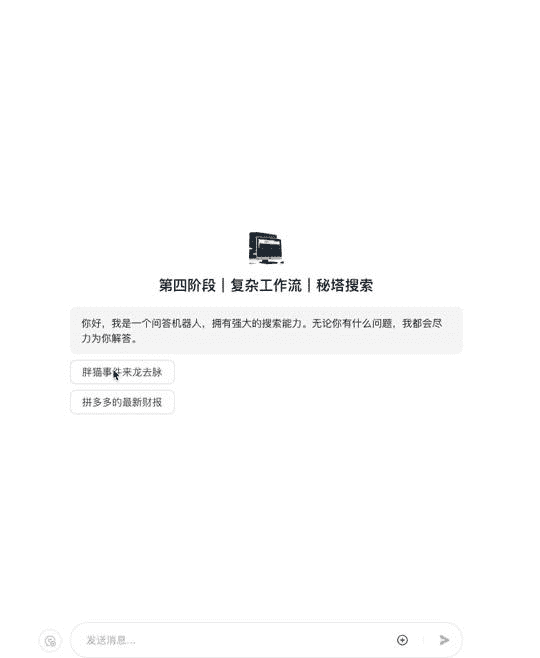 第四阶段｜复杂工作流｜秘塔搜索
你好，我是一个问答机器人，拥有强大的搜索能力。无论你有什么问题，我都会尽
力为你解答。
胖猫事件来龙去脉
拼多多的最新财报
发送消息...